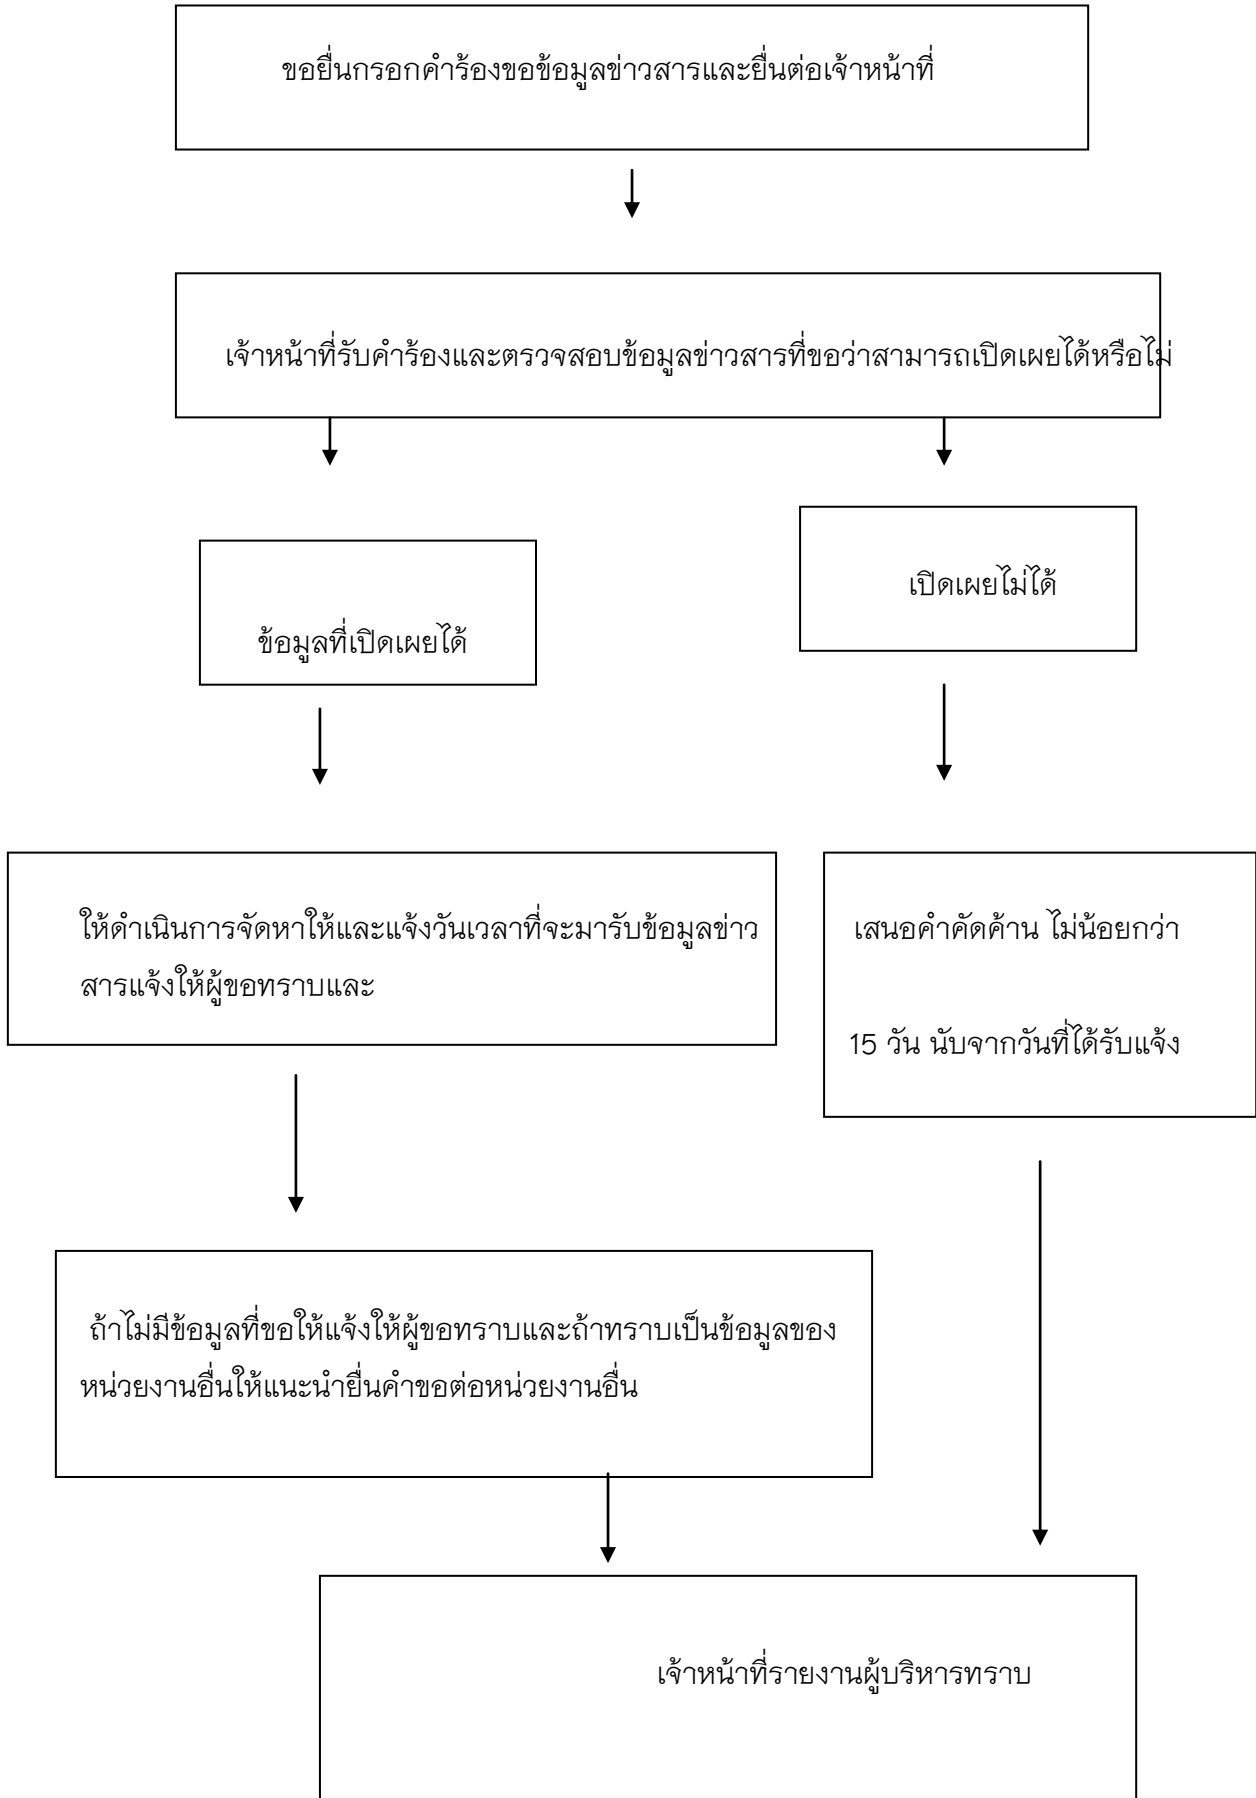 ขอยื่นกรอกคำร้องขอข้อมูลข่าวสารและยื่นต่อเจ้าหน้าที่
เจ้าหน้าที่รับคำร้องและตรวจสอบข้อมูลข่าวสารที่ขอว่าสามารถเปิดเผยได้หรือไม่
ข้อมูลที่เปิดเผยได้
เปิดเผยไม่ได้
ให้ดำเนินการจัดหาให้และแจ้งวันเวลาที่จะมารับข้อมูลข่าว
สารแจ้งให้ผู้ขอทราบและ
เสนอคำคัดค้าน ไม่น้อยกว่า
15 วัน นับจากวันที่ได้รับแจ้ง
ถ้าไม่มีข้อมูลที่ขอให้แจ้งให้ผู้ขอทราบและถ้าทราบเป็นข้อมูลของ
หน่วยงานอื่นให้แนะนำยื่นคำขอต่อหน่วยงานอื่น
เจ้าหน้าที่รายงานผู้บริหารทราบ